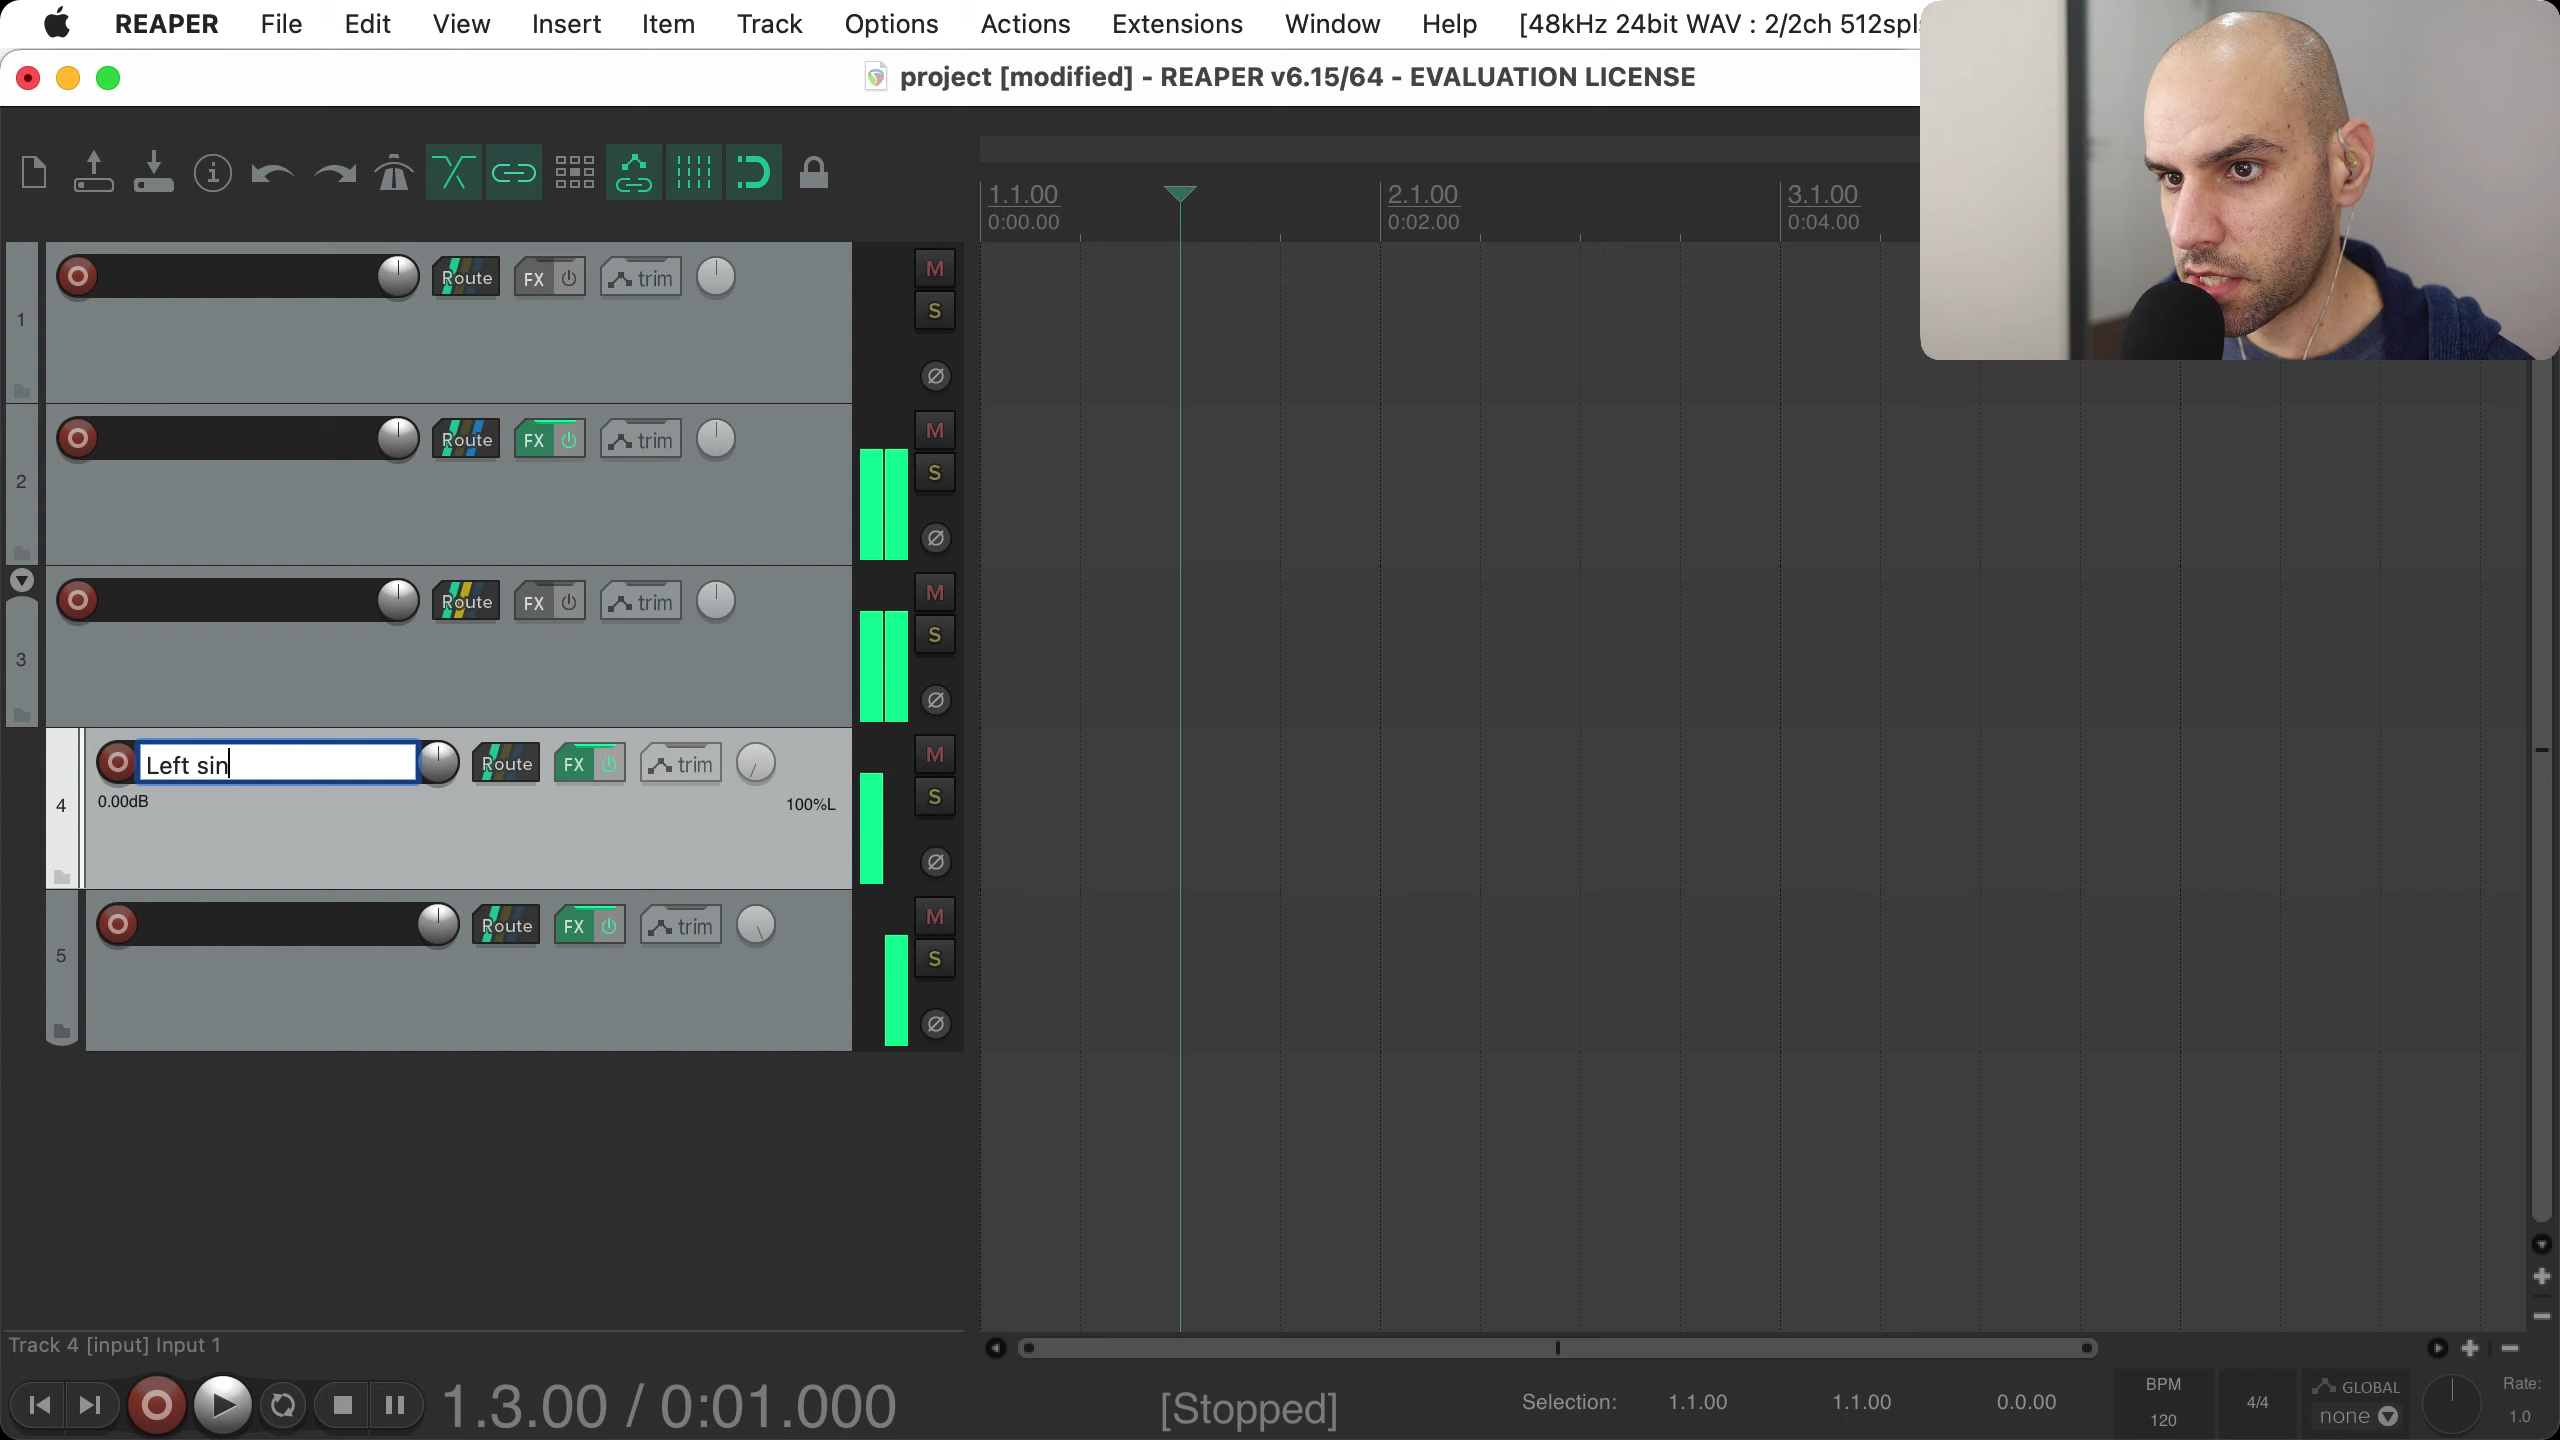 REAPER File Edit View Insert Item Track Options Actions Extensions Window Help [48kHz 24bit WAV : 2/2ch 512spl
project [modified] - REAPER v6.15/64 - EVALUATION LICENSE
1.1.00 2.1.00 3.1.00
0:00.00 0:02.00 0:04.00
1 Route FX trim M
S
2 Route FX trim M
S
3 Route FX trim M
S
4 Left sin Route FX trim M
0.00dB 100%L S
5 Route FX trim M
S
Track 4 [input] Input 1
1.3.00 / 0:01.000 [Stopped] Selection: 1.1.00 1.1.00 0.0.00
BPM
120
4/4
GLOBAL
none
Rate:
1.0